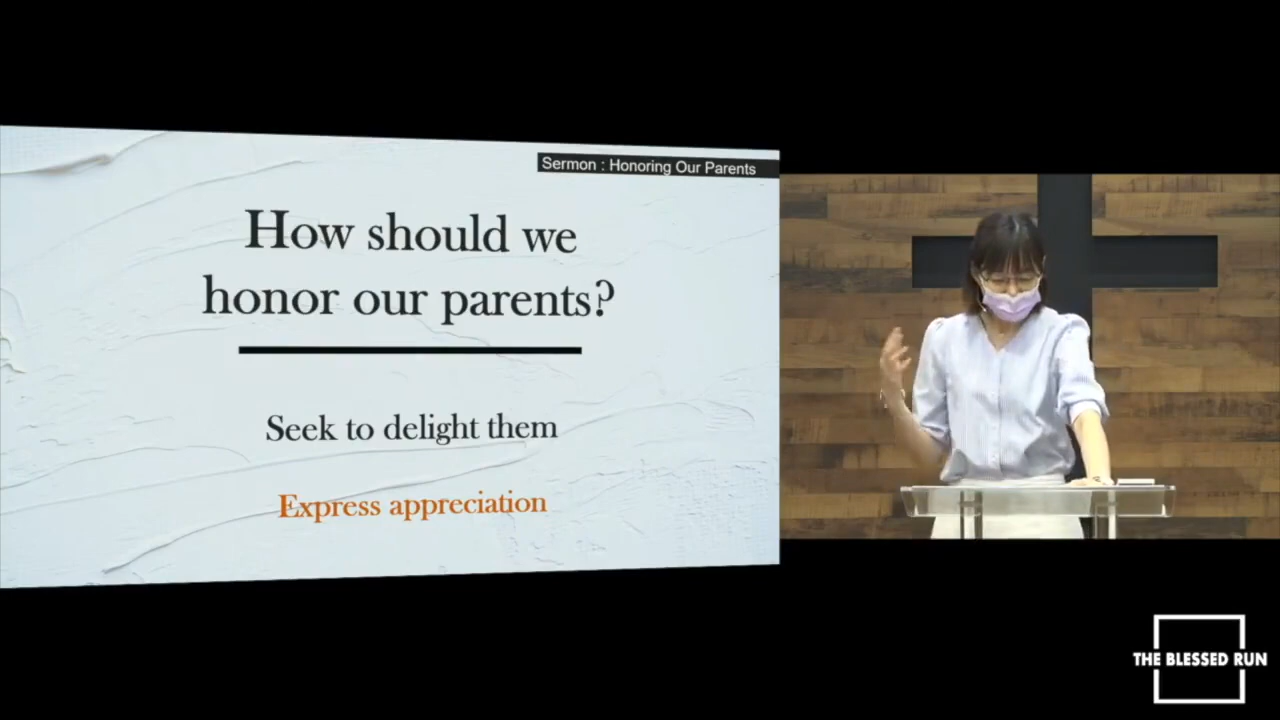 Sermon : Honoring Our Parents
How should we
honor our parents?
Seek to delight them
Express appreciation
THE BLESSED RUN